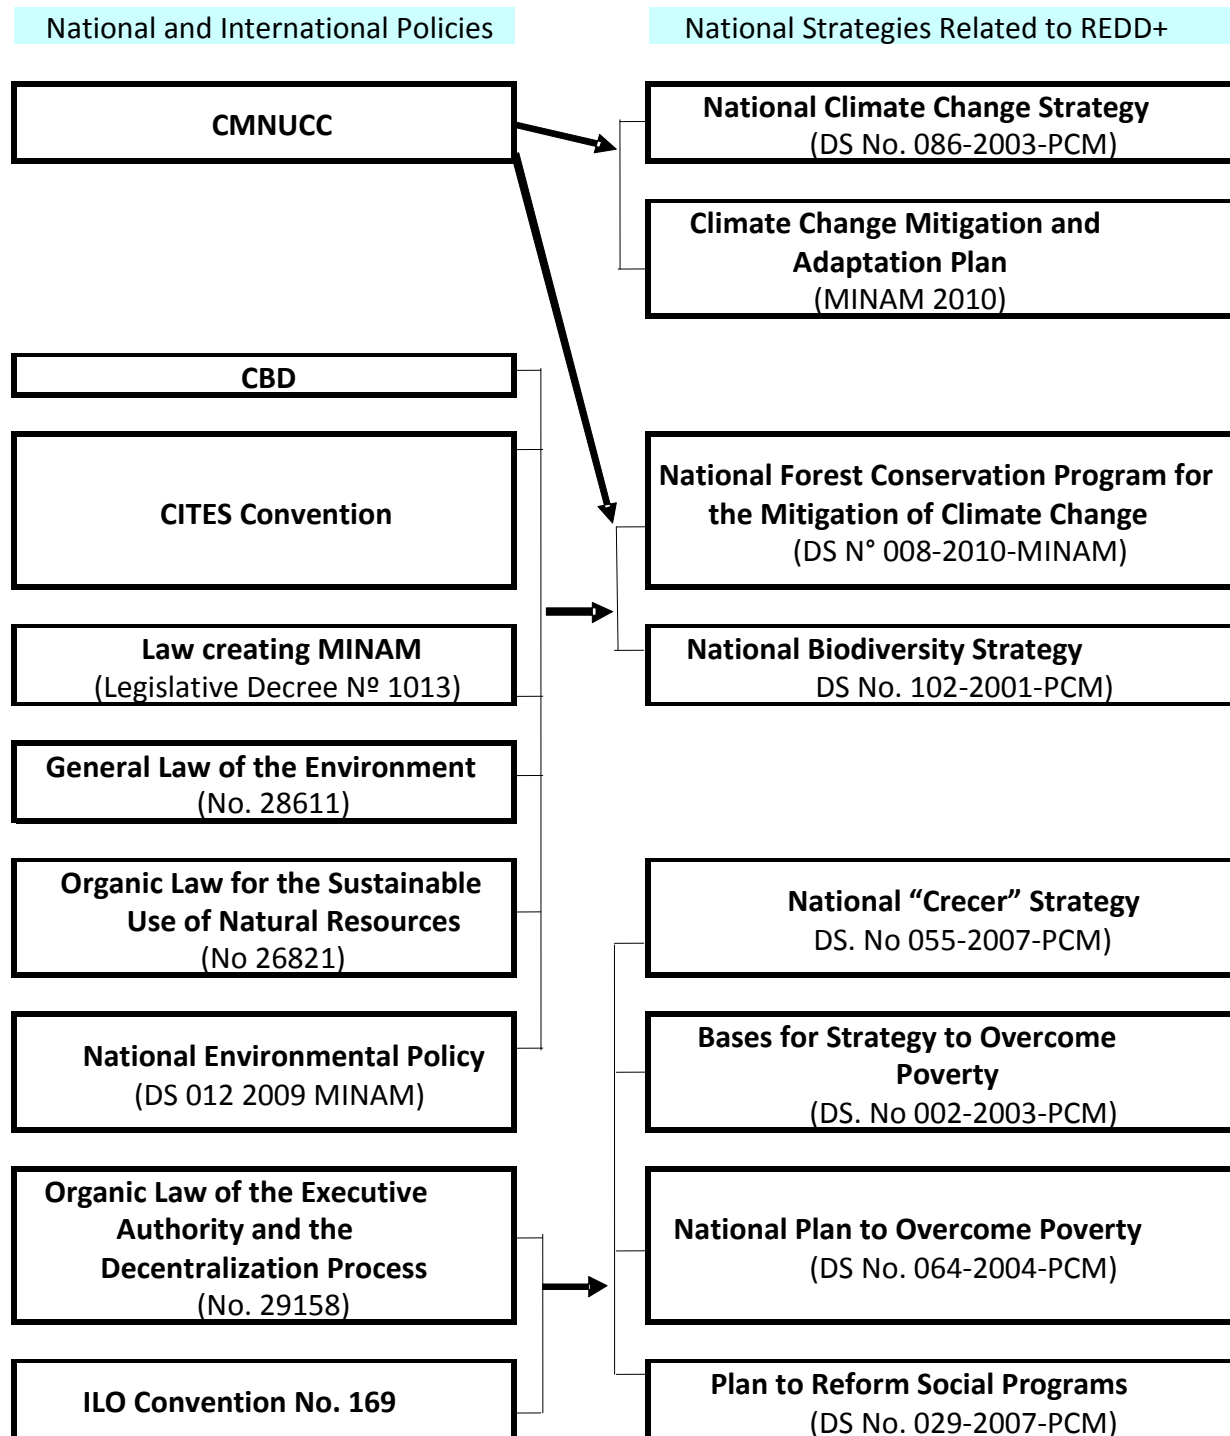 National and International Policies
National Strategies Related to REDD+
CMNUCC
National Climate Change Strategy
(DS No. 086-2003-PCM)
Climate Change Mitigation and
Adaptation Plan
(MINAM 2010)
CBD
CITES Convention
National Forest Conservation Program for
the Mitigation of Climate Change
(DS N° 008-2010-MINAM)
Law creating MINAM
(Legislative Decree Nº 1013)
National Biodiversity Strategy
DS No. 102-2001-PCM)
General Law of the Environment
(No. 28611)
Organic Law for the Sustainable
Use of Natural Resources
(No 26821)
National “Crecer” Strategy
DS. No 055-2007-PCM)
National Environmental Policy
(DS 012 2009 MINAM)
Bases for Strategy to Overcome
Poverty
(DS. No 002-2003-PCM)
Organic Law of the Executive
Authority and the
Decentralization Process
(No. 29158)
National Plan to Overcome Poverty
(DS No. 064-2004-PCM)
ILO Convention No. 169
Plan to Reform Social Programs
(DS No. 029-2007-PCM)